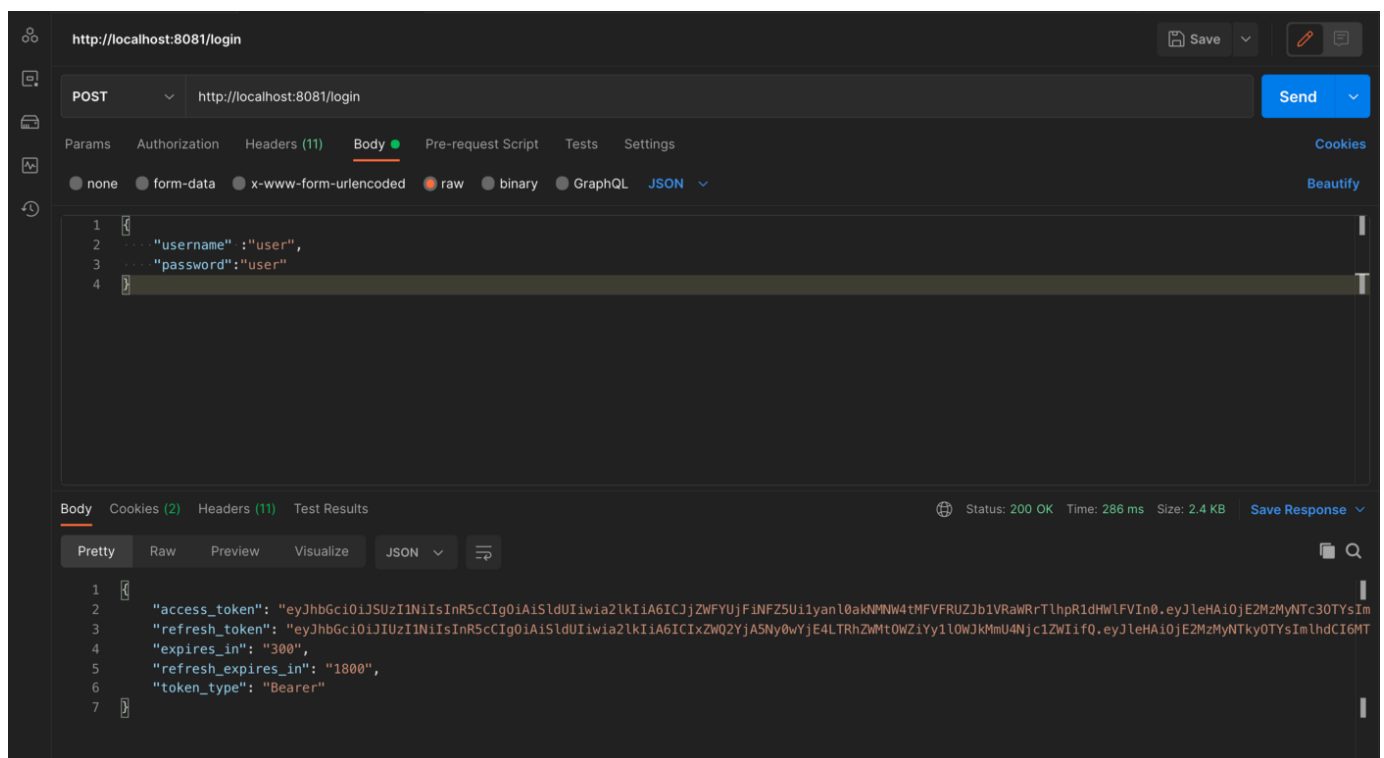 http://localhost:8081/login
Save
POST
http://localhost:8081/login
Send
Params Authorization Headers (11) Body Pre-request Script Tests Settings Cookies
none form-data x-www-form-urlencoded raw binary GraphQL JSON Beautify
1 {
2 "username" :"user",
3 "password":"user"
4 }
Body Cookies (2) Headers (11) Test Results Status: 200 OK Time: 286 ms Size: 2.4 KB Save Response
Pretty Raw Preview Visualize JSON
1 {
2 "access_token":
3 "refresh_token":
4 "expires_in": "300",
5 "refresh_expires_in": "1800",
6 "token_type": "Bearer"
7 }